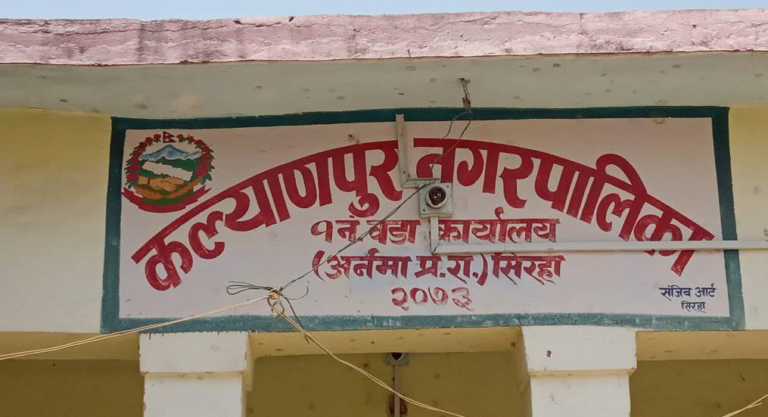 कल्याणपुर नगरपालिका
१नं. वडा कार्यालय
(अर्नमा प्र.रा.) सिरहा
२०७३
संजिब आर्ट
सिरहा